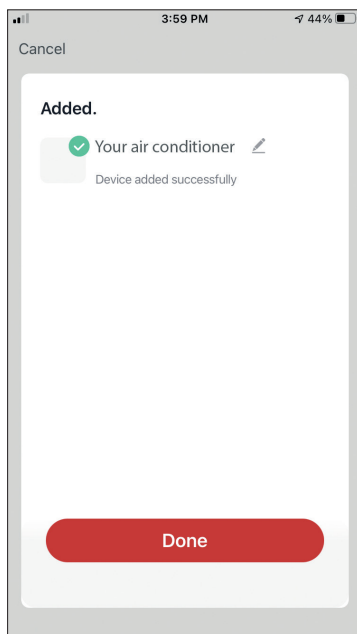 3:59 PM 44%
Cancel
Added.
Your air conditioner
Device added successfully
Done